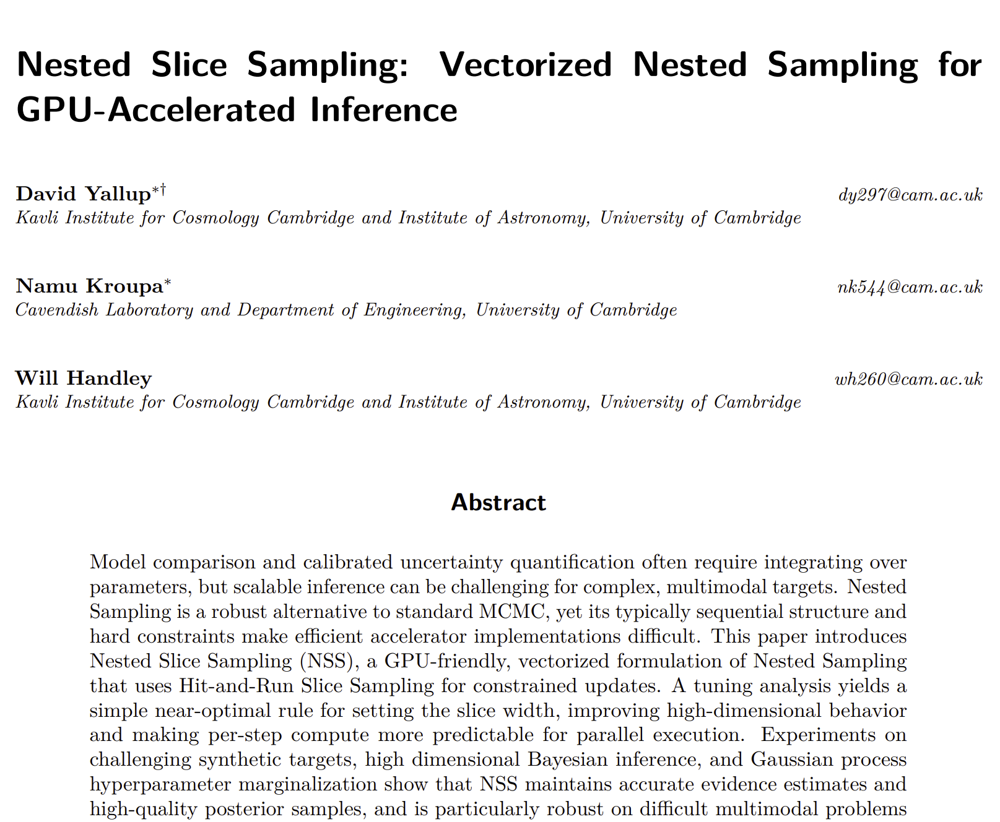 Nested Slice Sampling: Vectorized Nested Sampling for
GPU-Accelerated Inference
David Yallup*† dy297@cam.ac.uk
Kavli Institute for Cosmology Cambridge and Institute of Astronomy, University of Cambridge
Namu Kroupa* nk544@cam.ac.uk
Cavendish Laboratory and Department of Engineering, University of Cambridge
Will Handley wh260@cam.ac.uk
Kavli Institute for Cosmology Cambridge and Institute of Astronomy, University of Cambridge
Abstract
Model comparison and calibrated uncertainty quantification often require integrating over
parameters, but scalable inference can be challenging for complex, multimodal targets. Nested
Sampling is a robust alternative to standard MCMC, yet its typically sequential structure and
hard constraints make efficient accelerator implementations difficult. This paper introduces
Nested Slice Sampling (NSS), a GPU-friendly, vectorized formulation of Nested Sampling
that uses Hit-and-Run Slice Sampling for constrained updates. A tuning analysis yields a
simple near-optimal rule for setting the slice width, improving high-dimensional behavior
and making per-step compute more predictable for parallel execution. Experiments on
challenging synthetic targets, high dimensional Bayesian inference, and Gaussian process
hyperparameter marginalization show that NSS maintains accurate evidence estimates and
high-quality posterior samples, and is particularly robust on difficult multimodal problems